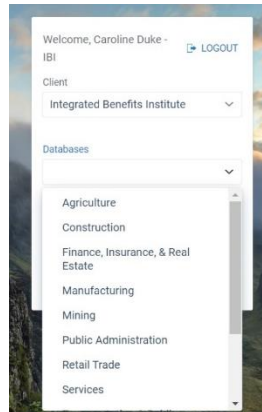 Welcome, Caroline Duke -
IBI
LOGOUT
Client
Integrated Benefits Institute
Databases
Agriculture
Construction
Finance, Insurance, & Real
Estate
Manufacturing
Mining
Public Administration
Retail Trade
Services